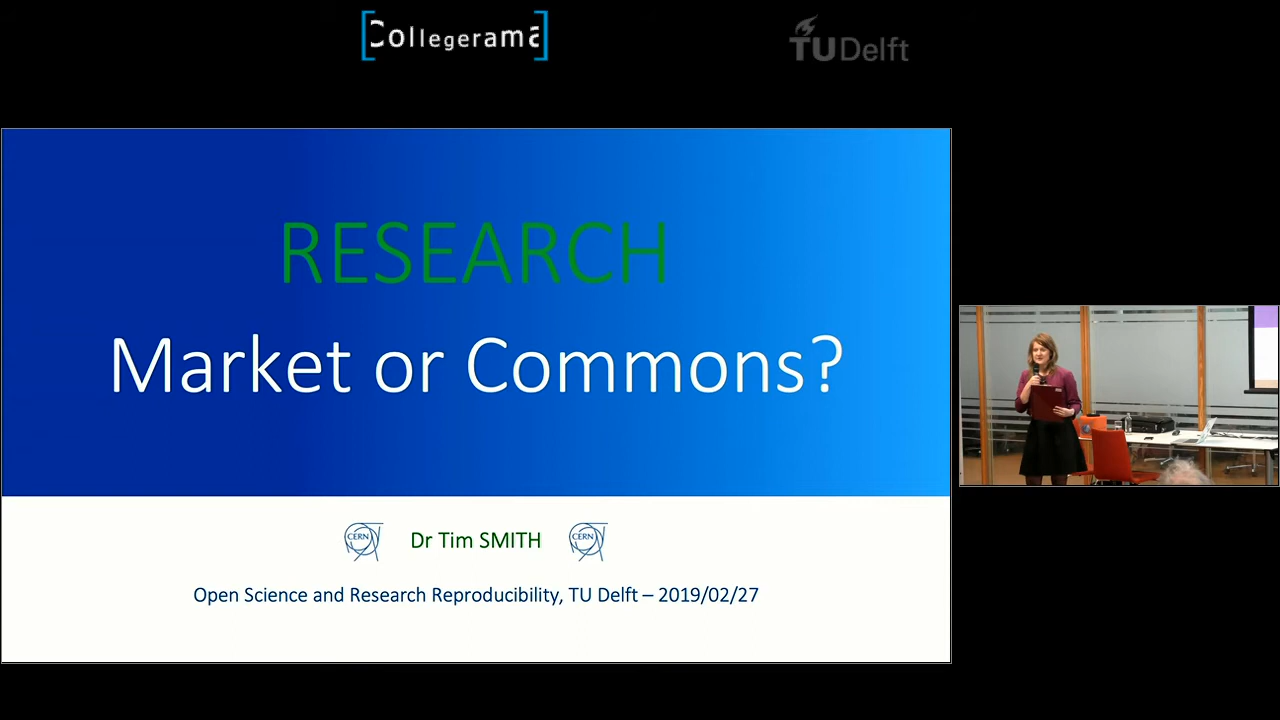 Collegerama
TU Delft
RESEARCH
Market or Commons?
CERN Dr Tim SMITH CERN
Open Science and Research Reproducibility, TU Delft – 2019/02/27